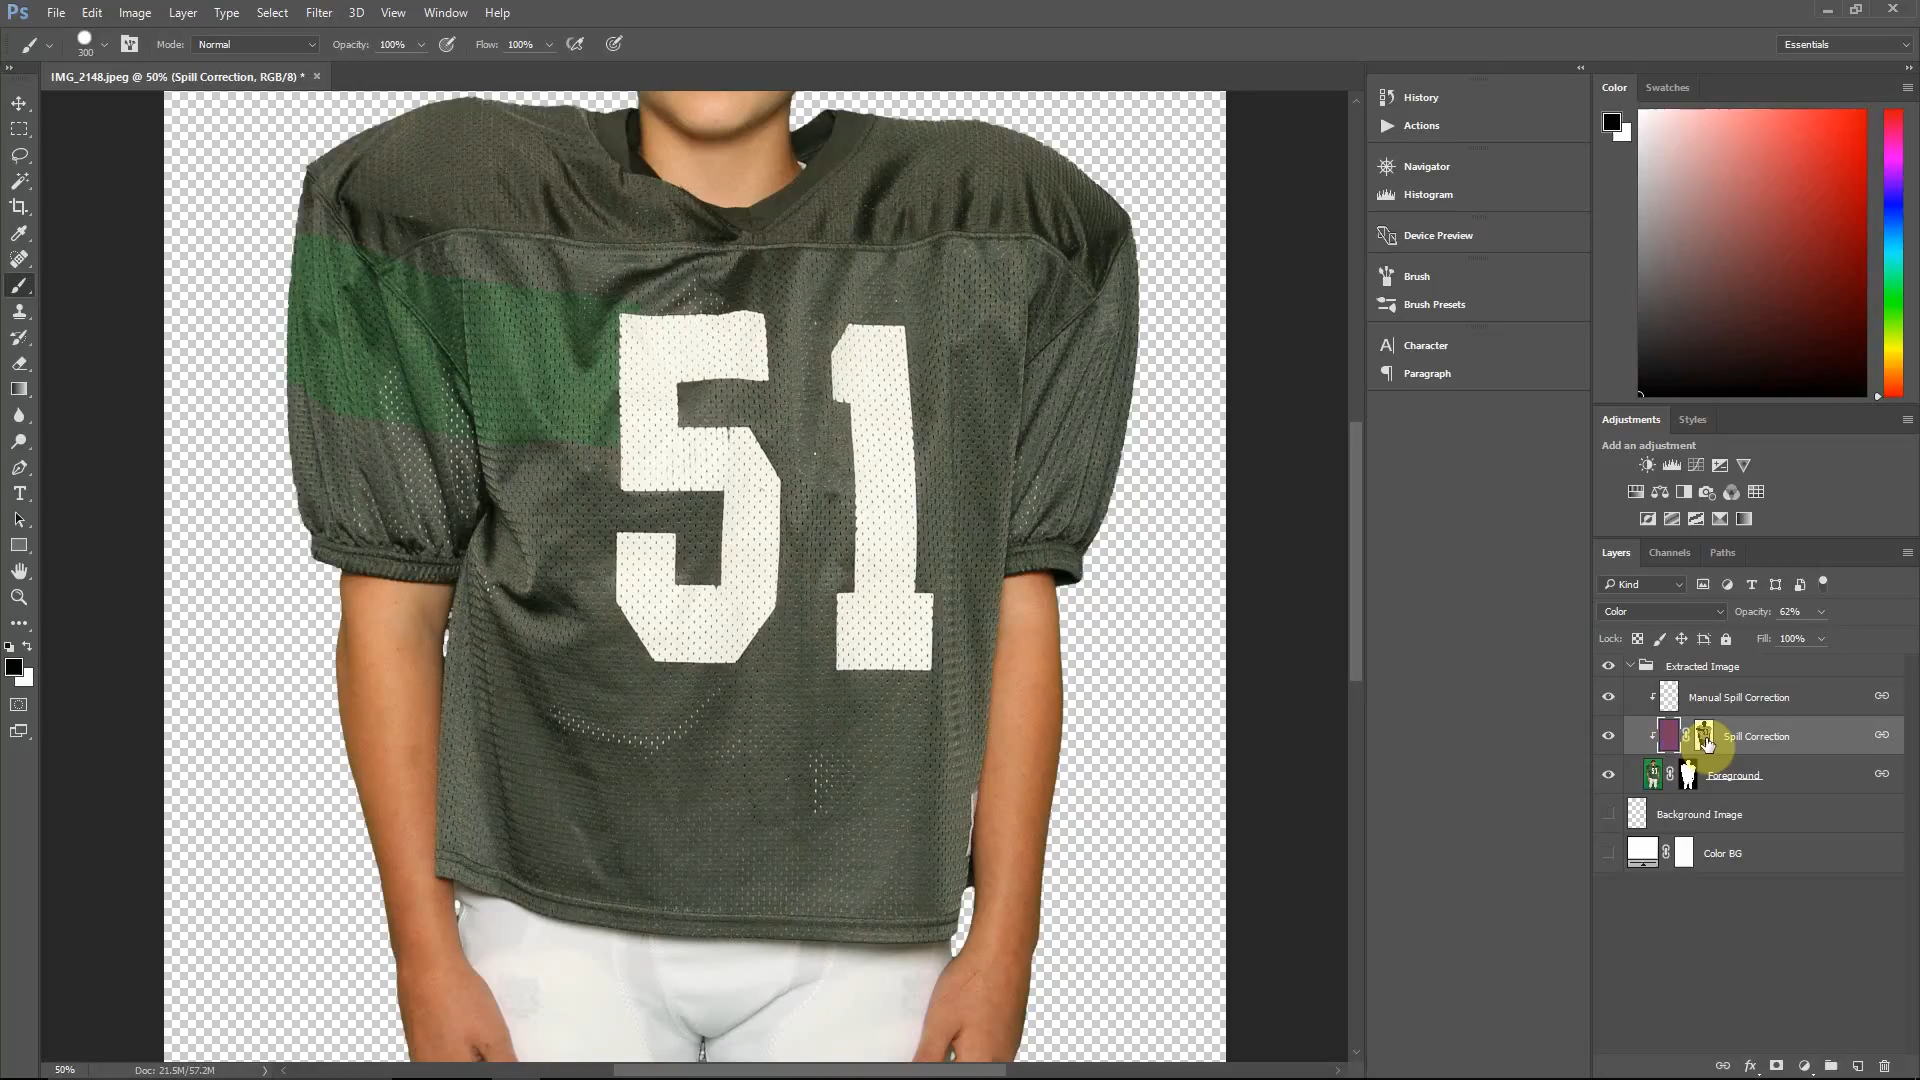 Ps File Edit Image Layer Type Select Filter 3D View Window Help
300 Mode: Normal Opacity: 100% Flow: 100% Essentials
IMG_2148.jpeg @ 50% (Spill Correction, RGB/8) * ×
History
Actions
Navigator
Histogram
Device Preview
Brush
Brush Presets
Character
Paragraph
Color Swatches
Adjustments Styles
Add an adjustment
Layers Channels Paths
Kind
Color Opacity: 62%
Lock: Fill: 100%
Extracted Image
Manual Spill Correction
Spill Correction
Foreground
Background Image
Color BG
51
50% Doc: 21.5M/57.2M